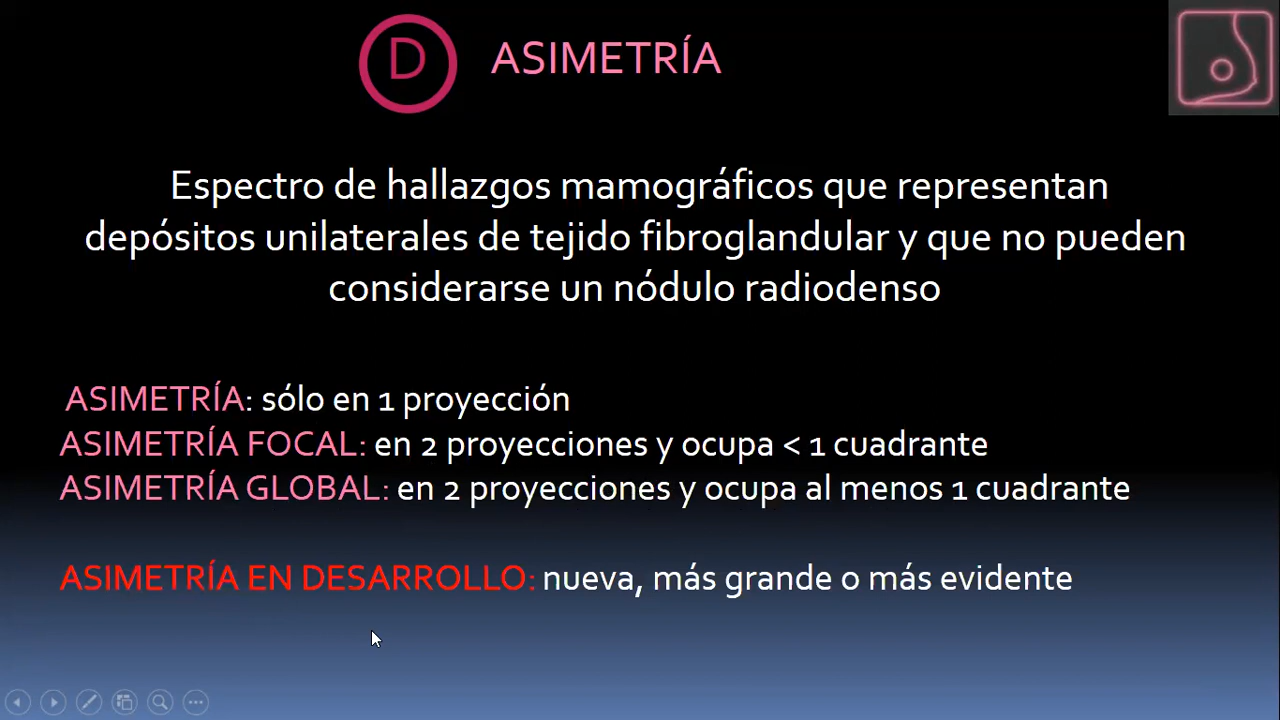 D ASIMETRÍA
Espectro de hallazgos mamográficos que representan
depósitos unilaterales de tejido fibroglandular y que no pueden
considerarse un nódulo radiodenso
ASIMETRÍA: sólo en 1 proyección
ASIMETRÍA FOCAL: en 2 proyecciones y ocupa < 1 cuadrante
ASIMETRÍA GLOBAL: en 2 proyecciones y ocupa al menos 1 cuadrante
ASIMETRÍA EN DESARROLLO: nueva, más grande o más evidente